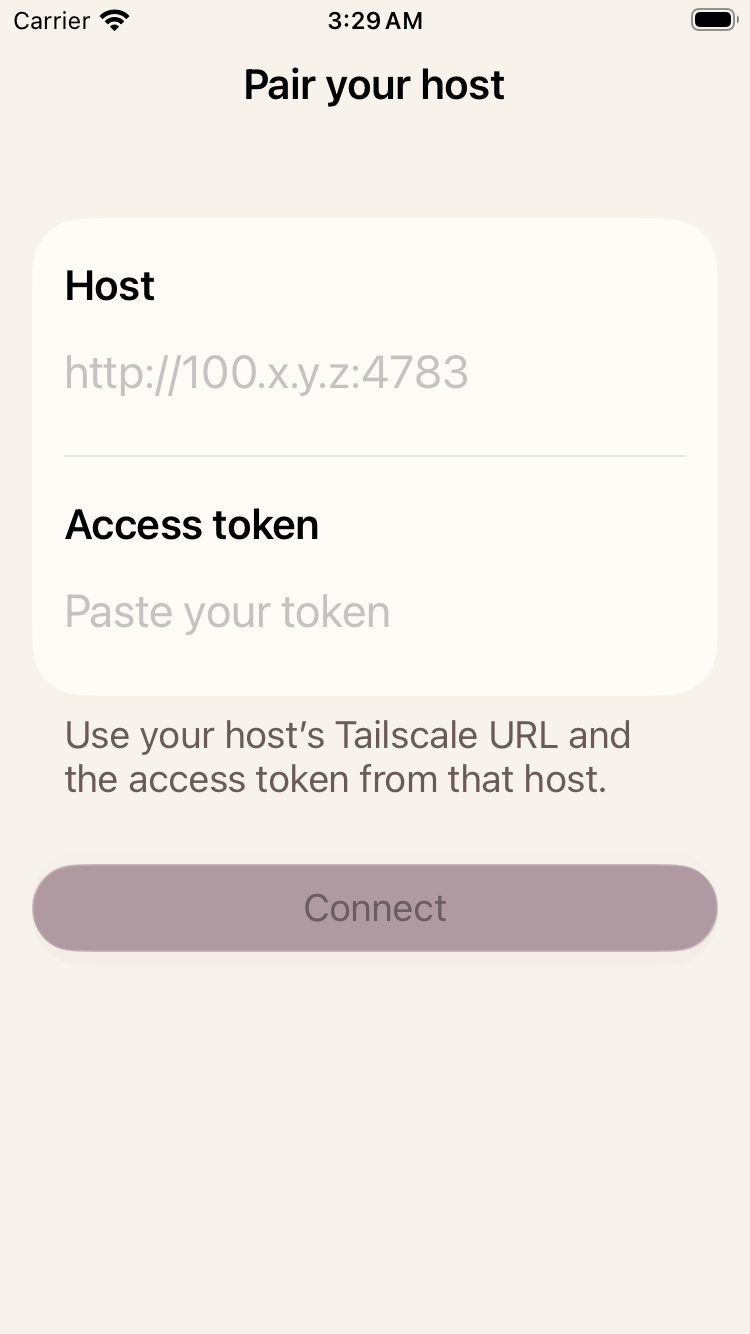 Carrier 3:29 AM
Pair your host
Host
http://100.x.y.z:4783
Access token
Paste your token
Use your host’s Tailscale URL and
the access token from that host.
Connect